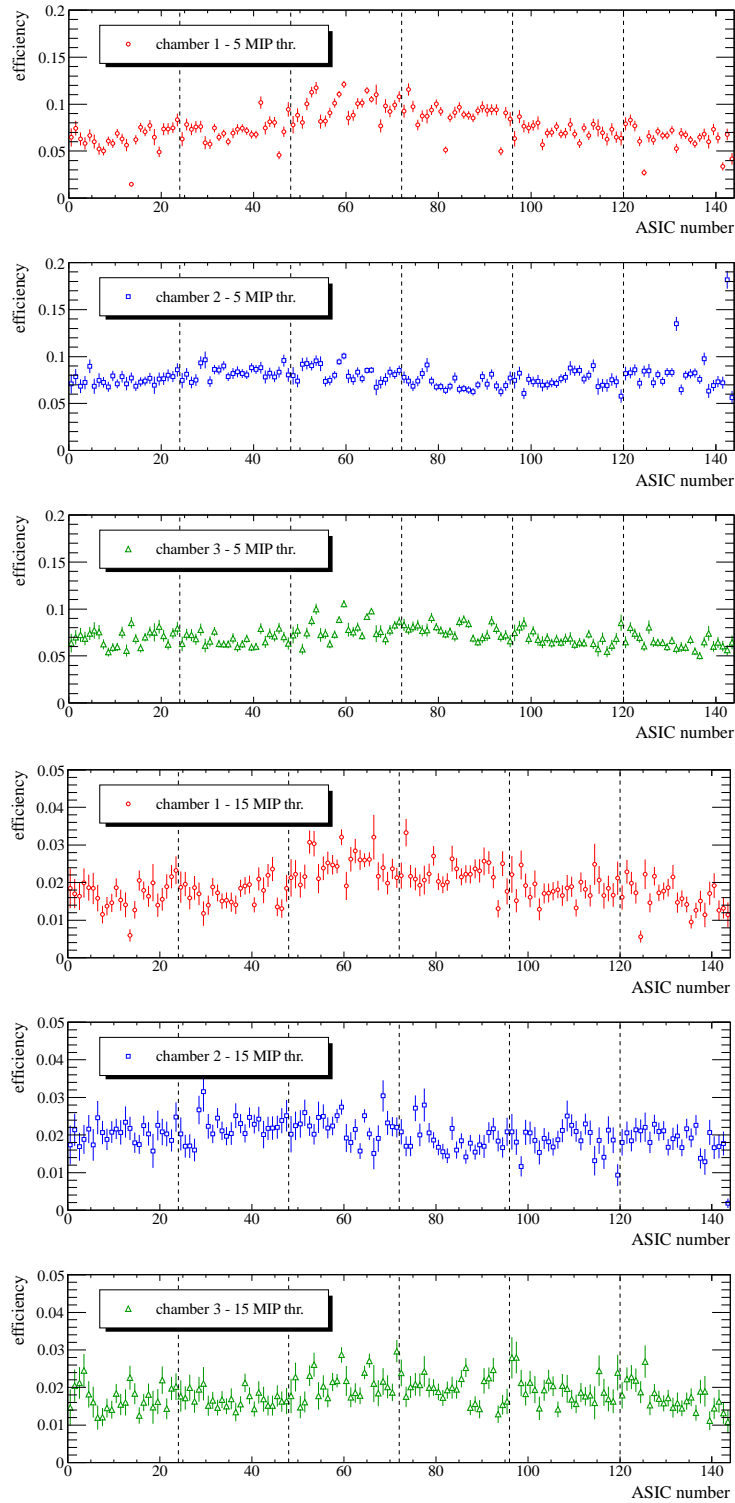 efficiency
0.2
chamber 1 - 5 MIP thr.
0.15
0.1
0.05
0
0 20 40 60 80 100 120 140
ASIC number
efficiency
0.2
chamber 2 - 5 MIP thr.
0.15
0.1
0.05
0
0 20 40 60 80 100 120 140
ASIC number
efficiency
0.2
chamber 3 - 5 MIP thr.
0.15
0.1
0.05
0
0 20 40 60 80 100 120 140
ASIC number
efficiency
0.05
chamber 1 - 15 MIP thr.
0.04
0.03
0.02
0.01
0
0 20 40 60 80 100 120 140
ASIC number
efficiency
0.05
chamber 2 - 15 MIP thr.
0.04
0.03
0.02
0.01
0
0 20 40 60 80 100 120 140
ASIC number
efficiency
0.05
chamber 3 - 15 MIP thr.
0.04
0.03
0.02
0.01
0
0 20 40 60 80 100 120 140
ASIC number